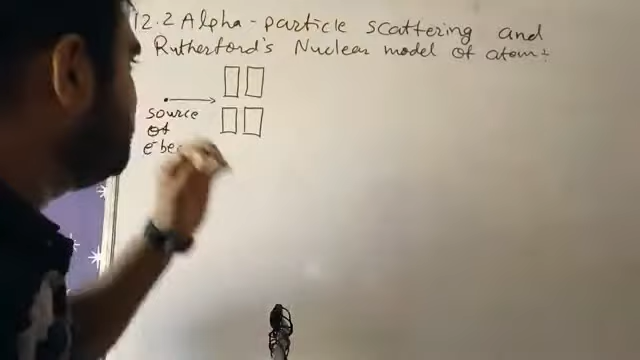 12.2 Alpha-particle scattering and
Rutherford's Nuclear model of atom:
source
of